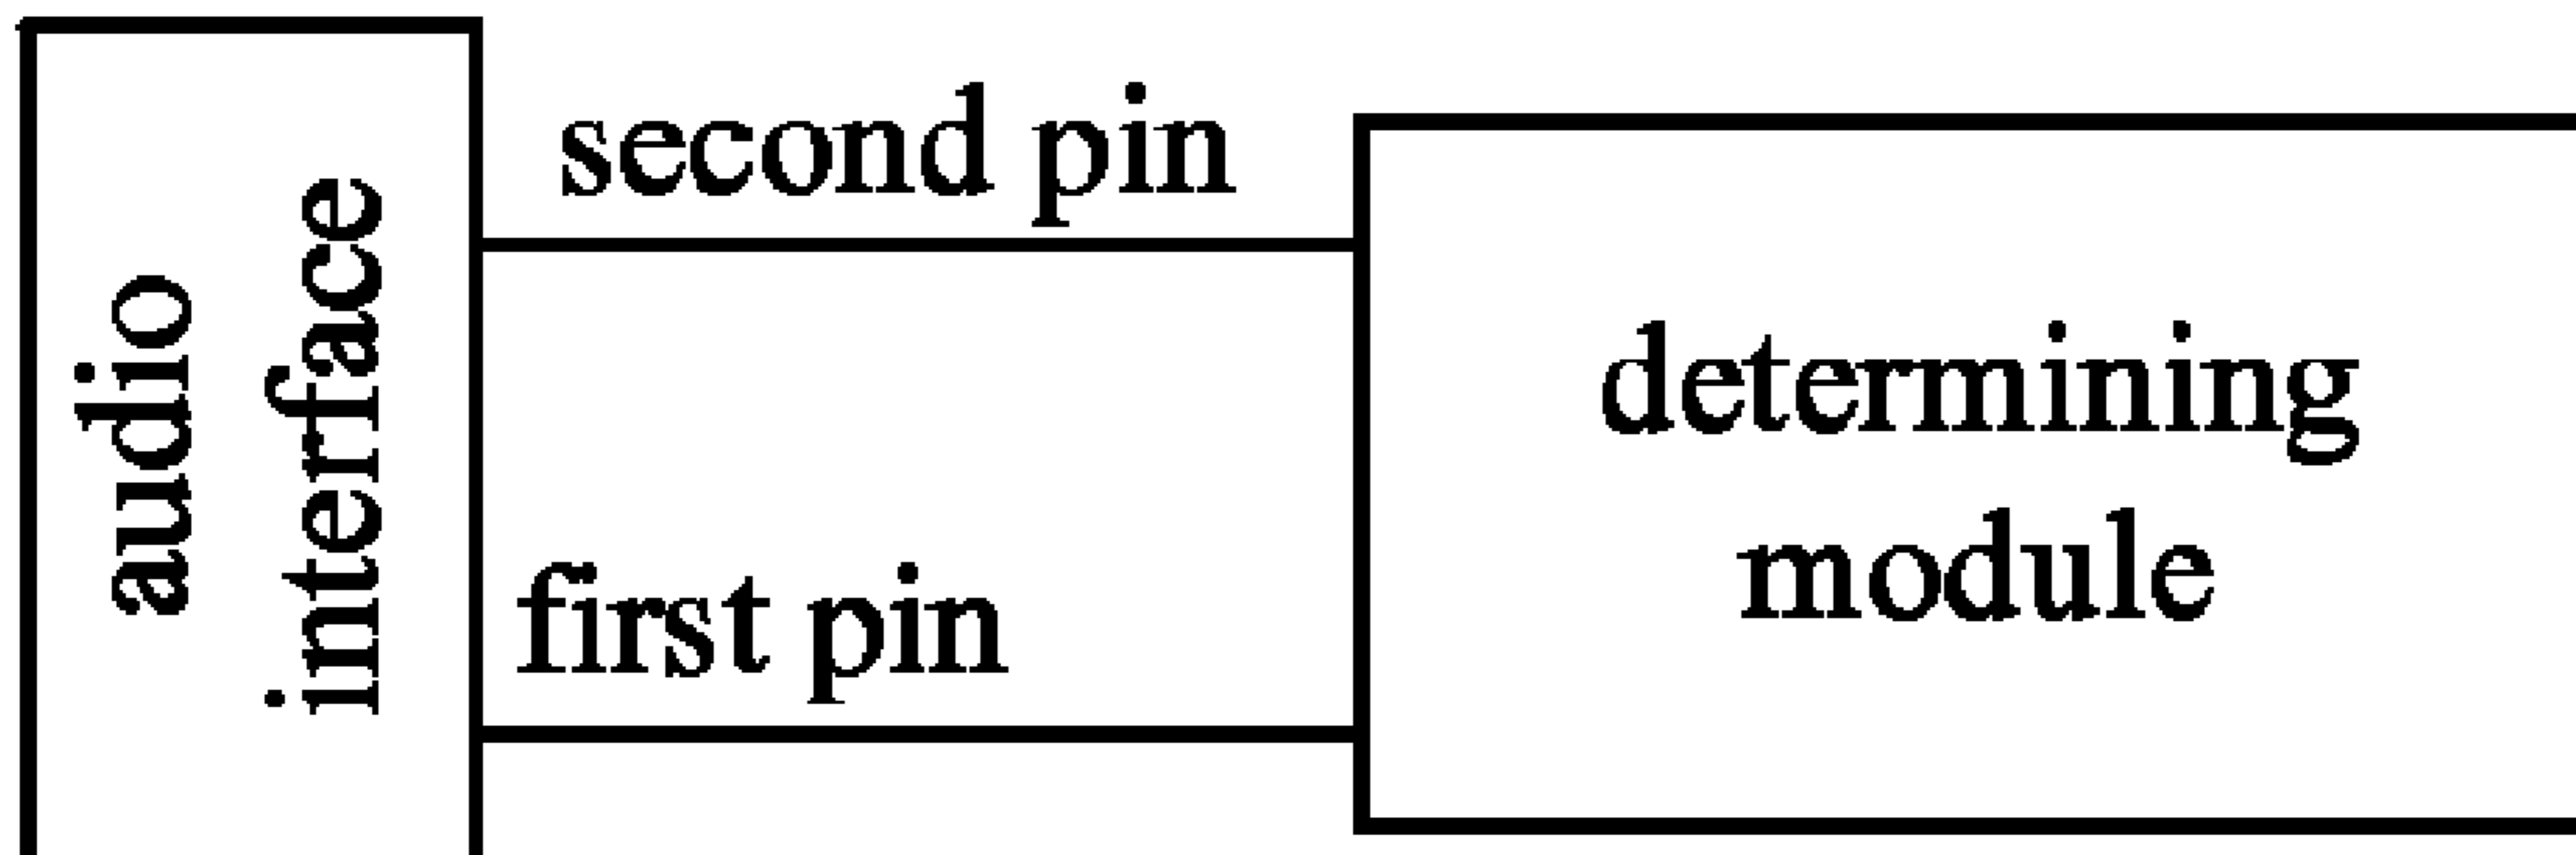 audio
interface
second pin
first pin
determining
module